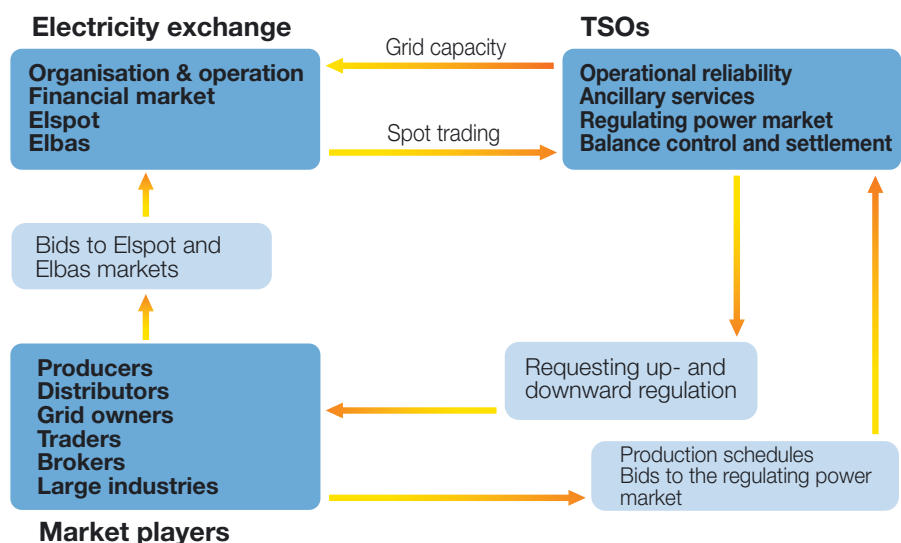 Electricity exchange
Organisation & operation
Financial market
Elspot
Elbas
Grid capacity
Spot trading
TSOs
Operational reliability
Ancillary services
Regulating power market
Balance control and settlement
Bids to Elspot and
Elbas markets
Requesting up- and
downward regulation
Producers
Distributors
Grid owners
Traders
Brokers
Large industries
Market players
Production schedules
Bids to the regulating power
market